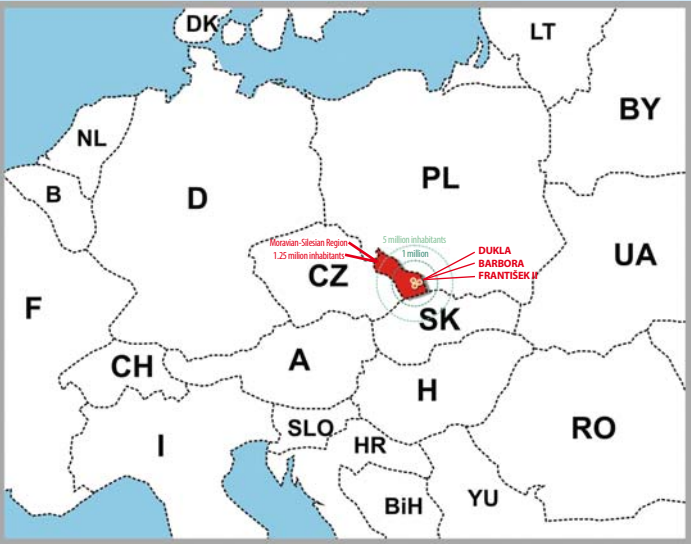 DK
LT
BY
NL
B
D
PL
UA
Moravian-Silesian Region
1.25 milion inhabitants
5 million inhabitants
1 million
DUKLA
BARBORA
FRANTIŠEK II
CZ
F
SK
CH
A
H
SLO
HR
RO
I
BiH
YU